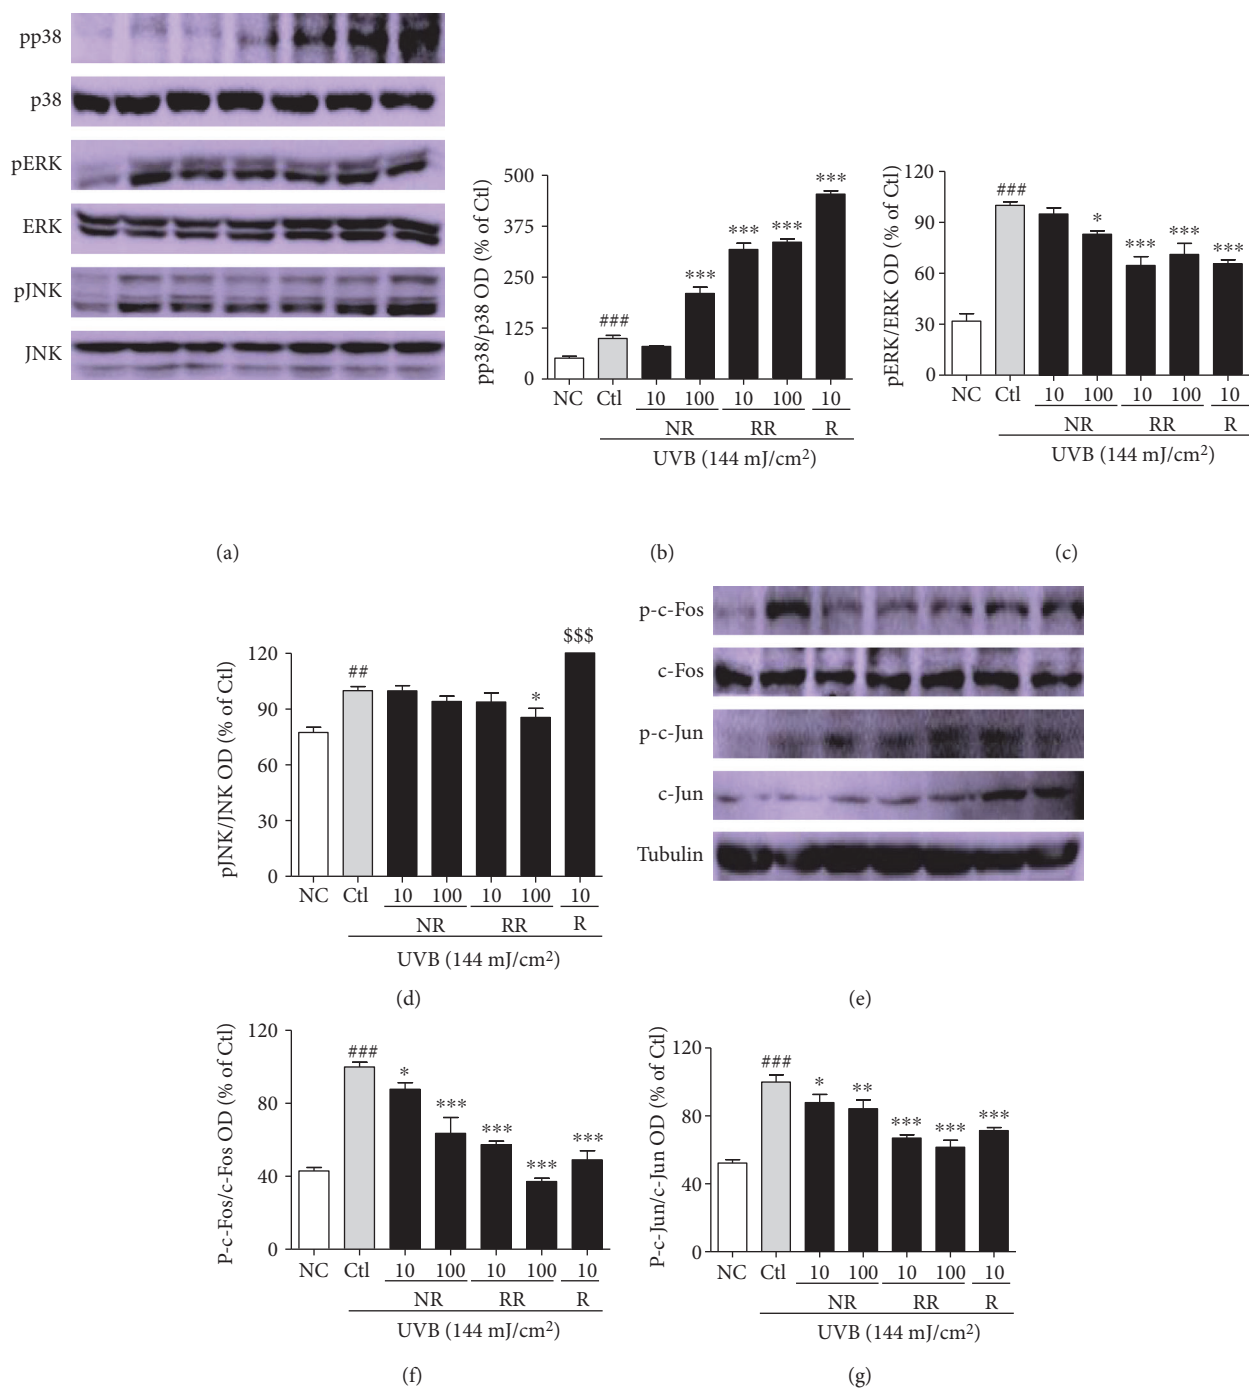 pp38
p38
pERK
ERK
pJNK
JNK
(a)
pp38/p38 OD (% of Ctl)
500
375
250
125
0
###
***
***
***
***
NC Ctl 10 100 10 100 10
NR RR R
UVB (144 mJ/cm²)
(b)
pERK/ERK OD (% of Ctl)
120
90
60
30
0
###
*
***
***
***
NC Ctl 10 100 10 100 10
NR RR R
UVB (144 mJ/cm²)
(c)
pJNK/JNK OD (% of Ctl)
120
90
60
30
0
##
*
$$$
NC Ctl 10 100 10 100 10
NR RR R
UVB (144 mJ/cm²)
(d)
p-c-Fos
c-Fos
p-c-Jun
c-Jun
Tubulin
(e)
P-c-Fos/c-Fos OD (% of Ctl)
120
80
40
0
###
*
***
***
***
***
NC Ctl 10 100 10 100 10
NR RR R
UVB (144 mJ/cm²)
(f)
P-c-Jun/c-Jun OD (% of Ctl)
120
80
40
0
###
*
**
***
***
***
NC Ctl 10 100 10 100 10
NR RR R
UVB (144 mJ/cm²)
(g)